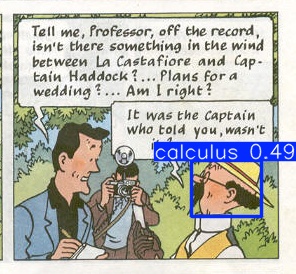 Tell me, Professor, off the record,
isn't there something in the wind
between La Castafiore and Cap-
tain Haddock?... Plans for a
wedding?... Am I right?
It was the Captain
who told you, wasn't
calculus 0.49